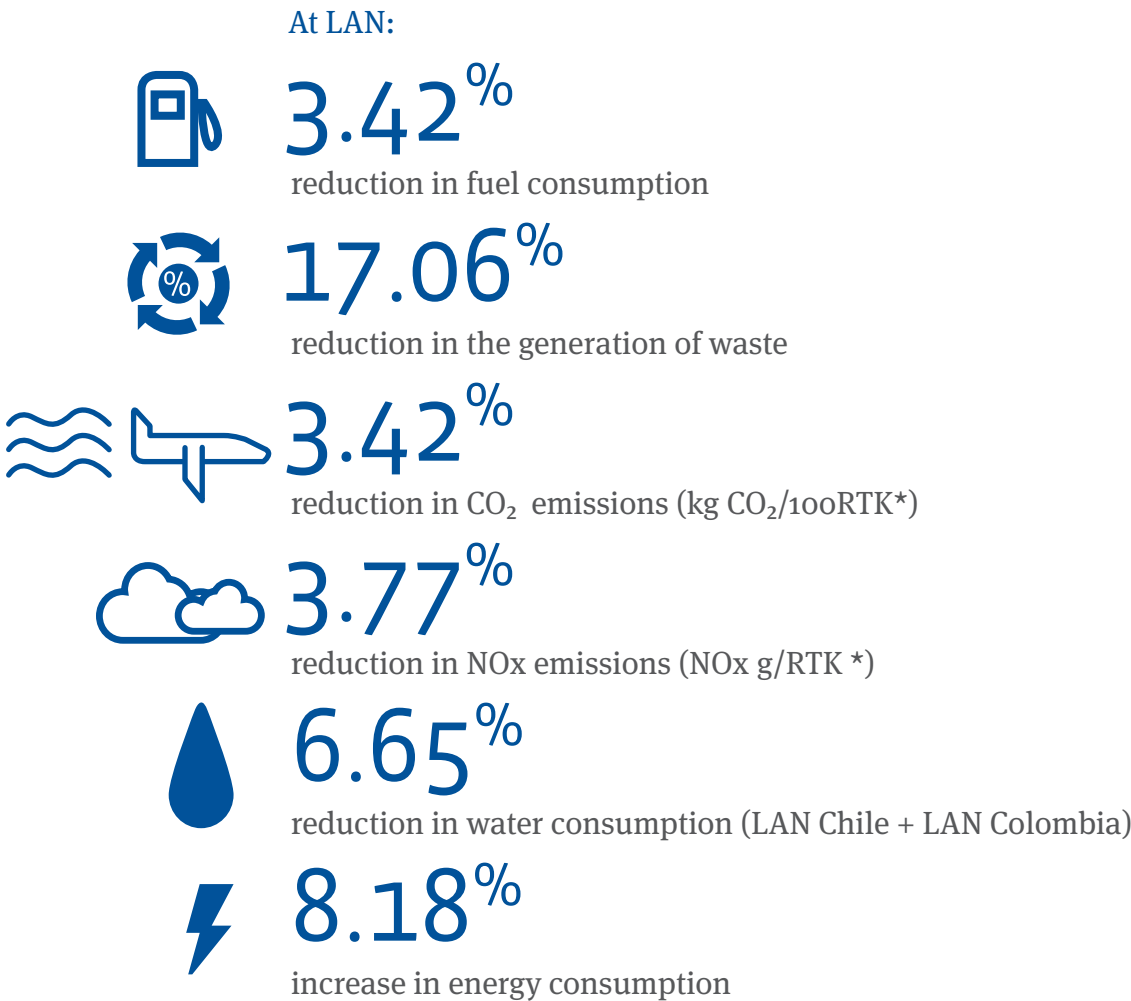 At LAN:
3.42%
reduction in fuel consumption
%
17.06%
reduction in the generation of waste
3.42%
reduction in CO₂ emissions (kg CO₂/100RTK*)
3.77%
reduction in NOx emissions (NOx g/RTK *)
6.65%
reduction in water consumption (LAN Chile + LAN Colombia)
8.18%
increase in energy consumption